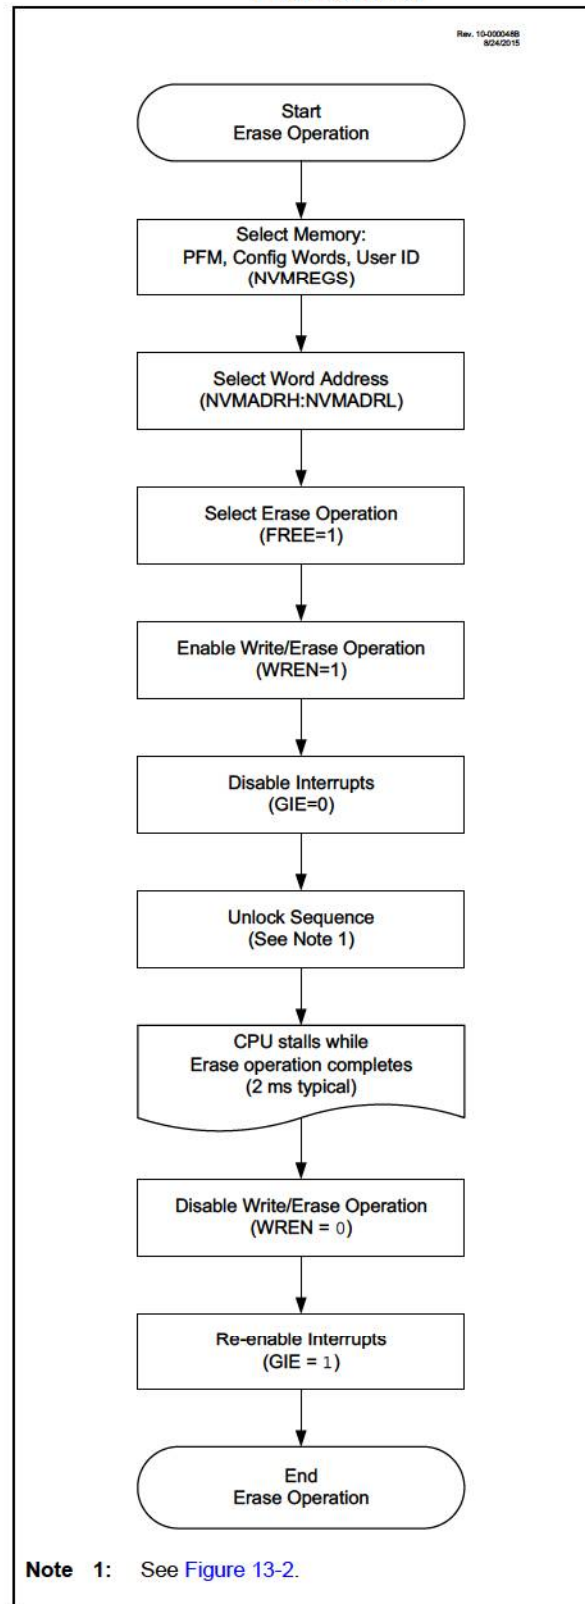 Rev. 10-000048B
8/24/2015
Start
Erase Operation
Select Memory:
PFM, Config Words, User ID
(NVMREGS)
Select Word Address
(NVMADRH:NVMADRL)
Select Erase Operation
(FREE=1)
Enable Write/Erase Operation
(WREN=1)
Disable Interrupts
(GIE=0)
Unlock Sequence
(See Note 1)
CPU stalls while
Erase operation completes
(2 ms typical)
Disable Write/Erase Operation
(WREN = 0)
Re-enable Interrupts
(GIE = 1)
End
Erase Operation
Note 1: See Figure 13-2.